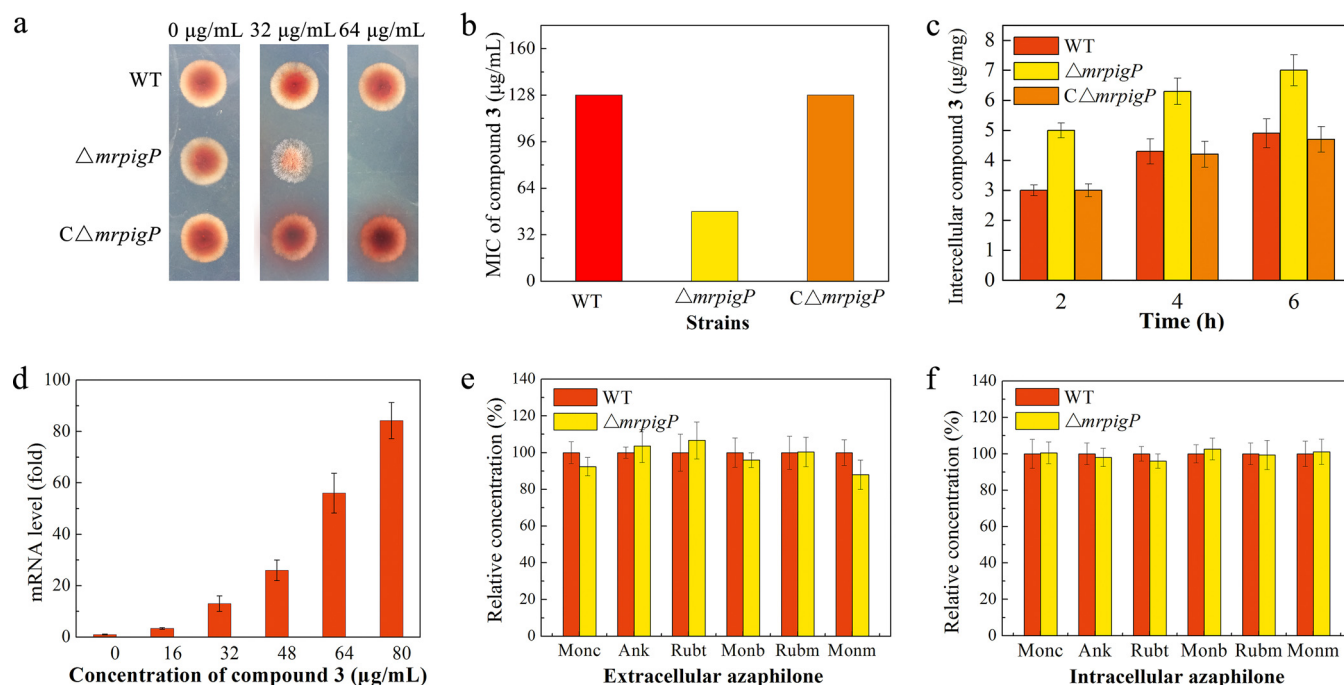 a
0 μg/mL 32 μg/mL 64 μg/mL
WT
△mrpigP
C△mrpigP
b
MIC of compound 3 (μg/mL)
160
128
96
64
32
0
WT △mrpigP C△mrpigP
Strains
c
Intercellular compound 3 (μg/mg)
8
7
6
5
4
3
2
1
0
WT
△mrpigP
C△mrpigP
2 4 6
Time (h)
d
mRNA level (fold)
100
80
60
40
20
0
0 16 32 48 64 80
Concentration of compound 3 (μg/mL)
e
Relative concentration (%)
140
120
100
80
60
40
20
0
WT
△mrpigP
Monc Ank Rubt Monb Rubm Monm
Extracellular azaphilone
f
Relative concentration (%)
140
120
100
80
60
40
20
0
WT
△mrpigP
Monc Ank Rubt Monb Rubm Monm
Intracellular azaphilone